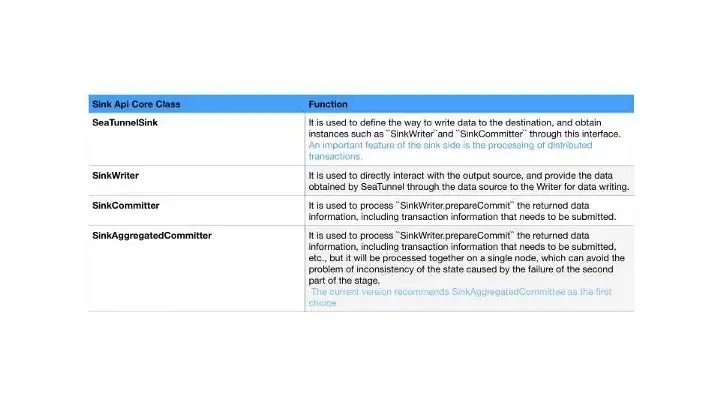 Sink Api Core Class
Function
SeaTunnelSink
It is used to define the way to write data to the destination, and obtain
instances such as ``SinkWriter``and ``SinkCommitter`` through this interface.
An important feature of the sink side is the processing of distributed
transactions.
SinkWriter
It is used to directly interact with the output source, and provide the data
obtained by SeaTunnel through the data source to the Writer for data writing.
SinkCommitter
It is used to process ``SinkWriter.prepareCommit`` the returned data
information, including transaction information that needs to be submitted.
SinkAggregatedCommitter
It is used to process ``SinkWriter.prepareCommit`` the returned data
information, including transaction information that needs to be submitted,
etc., but it will be processed together on a single node, which can avoid the
problem of inconsistency of the state caused by the failure of the second
part of the stage.
The current version recommends SinkAggregatedCommittee as the first
choice